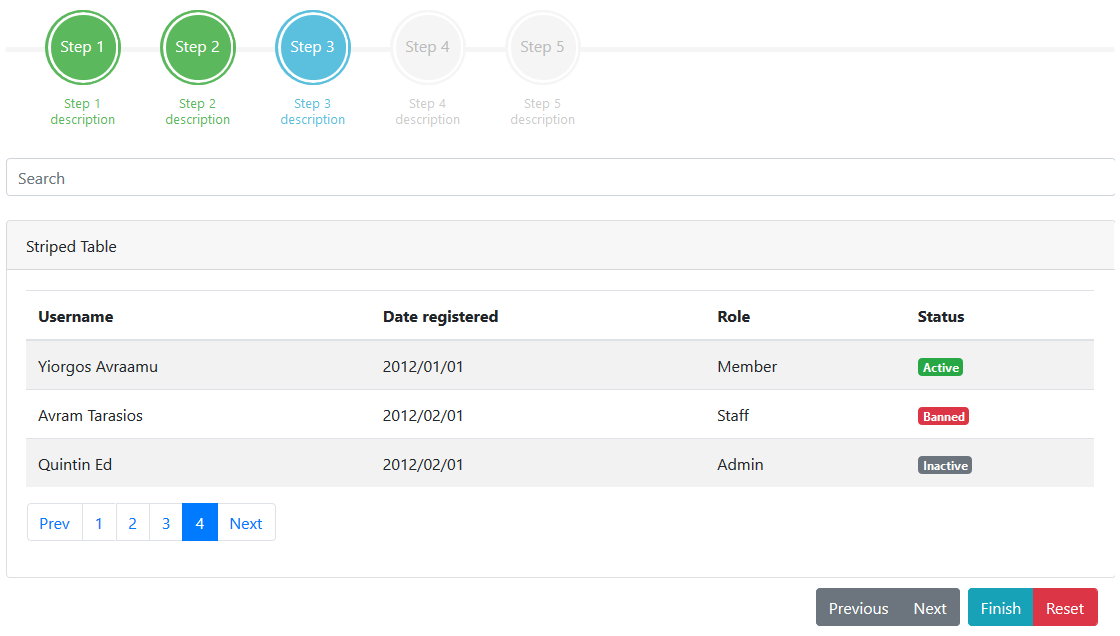 Step 1 Step 2 Step 3 Step 4 Step 5
Step 1 Step 2 Step 3 Step 4 Step 5
description description description description description
Search
Striped Table
Username Date registered Role Status
Yiorgos Avraamu 2012/01/01 Member Active
Avram Tarasios 2012/02/01 Staff Banned
Quintin Ed 2012/02/01 Admin Inactive
Prev 1 2 3 4 Next
Previous Next Finish Reset